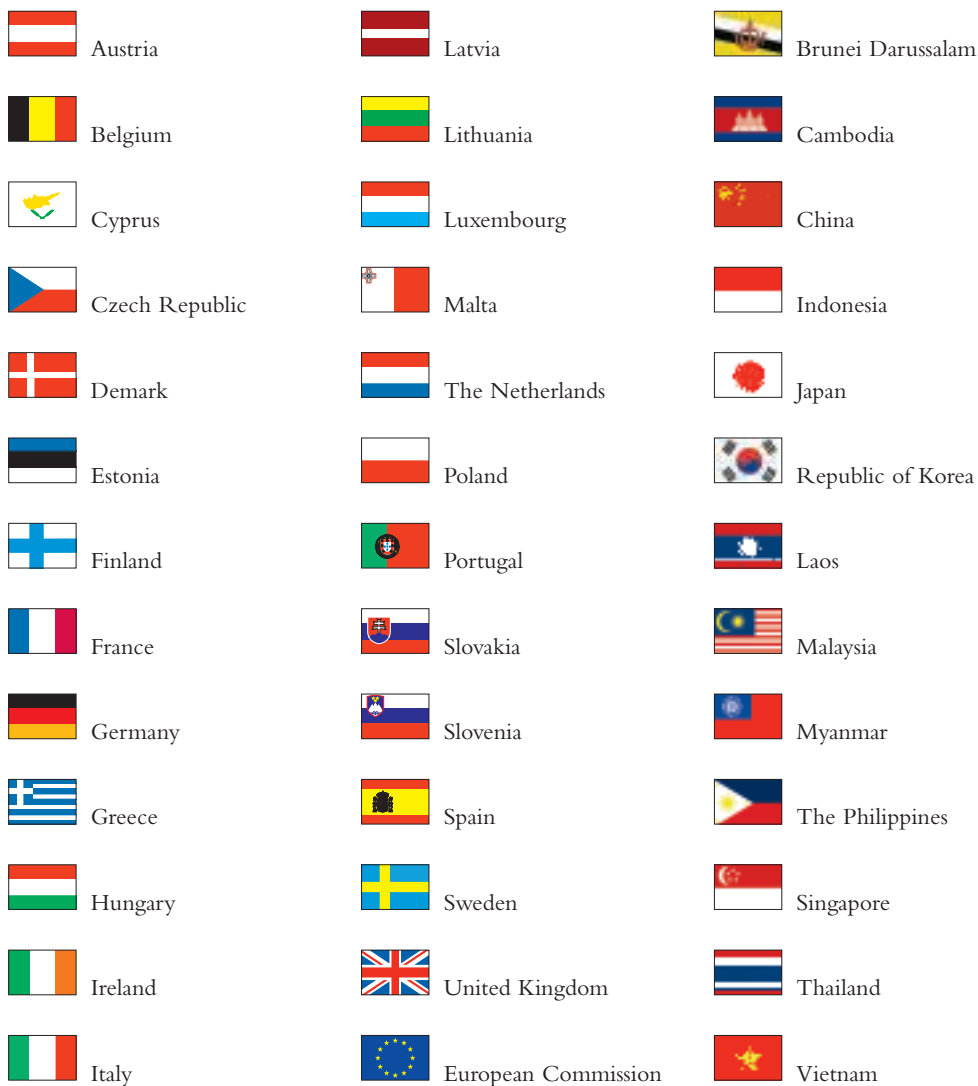 Austria
Belgium
Cyprus
Czech Republic
Demark
Estonia
Finland
France
Germany
Greece
Hungary
Ireland
Italy
Latvia
Lithuania
Luxembourg
Malta
The Netherlands
Poland
Portugal
Slovakia
Slovenia
Spain
Sweden
United Kingdom
European Commission
Brunei Darussalam
Cambodia
China
Indonesia
Japan
Republic of Korea
Laos
Malaysia
Myanmar
The Philippines
Singapore
Thailand
Vietnam